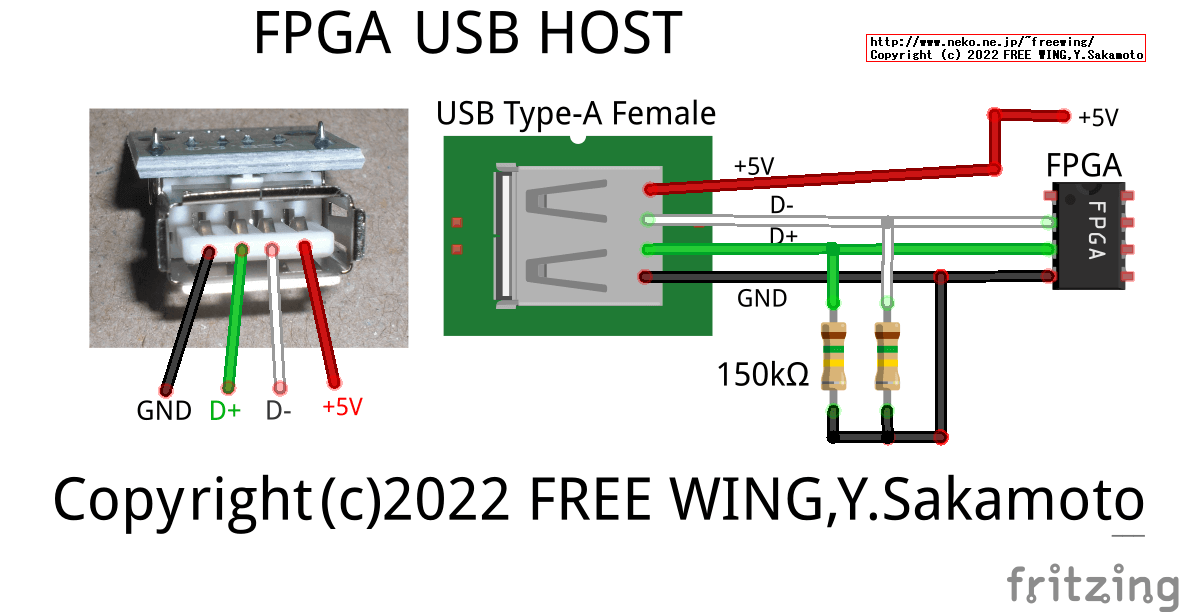 FPGA USB HOST
http://www.neko.ne.jp/~freewing/
Copyright (c) 2022 FREE WING,Y.Sakamoto
USB Type-A Female
+5V
+5V
FPGA
D-
FPGA
D+
GND
150kΩ
GND D+ D- +5V
Copyright(c)2022 FREE WING,Y.Sakamoto
fritzing